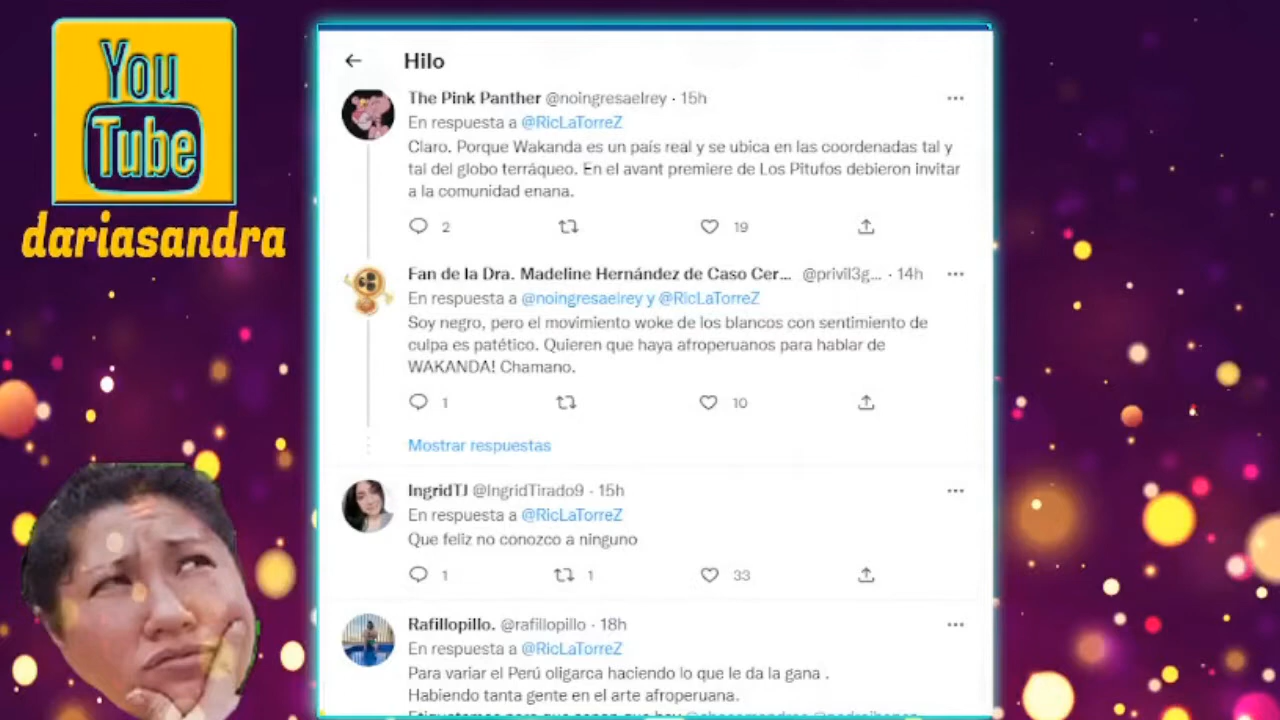 You
Tube
dariasandra
Hilo
The Pink Panther @noingresaelrey · 15h
En respuesta a @RicLaTorreZ
Claro. Porque Wakanda es un país real y se ubica en las coordenadas tal y
tal del globo terráqueo. En el avant premiere de Los Pitufos debieron invitar
a la comunidad enana.
2 19
Fan de la Dra. Madeline Hernández de Caso Cer... @privil3g... · 14h
En respuesta a @noingresaelrey y @RicLaTorreZ
Soy negro, pero el movimiento woke de los blancos con sentimiento de
culpa es patético. Quieren que haya afroperuanos para hablar de
WAKANDA! Chamano.
1 10
Mostrar respuestas
IngridTJ @IngridTirado9 · 15h
En respuesta a @RicLaTorreZ
Que feliz no conozco a ninguno
1 1 33
Rafillopillo. @rafillopillo · 18h
En respuesta a @RicLaTorreZ
Para variar el Perú oligarca haciendo lo que le da la gana .
Habiendo tanta gente en el arte afroperuana.